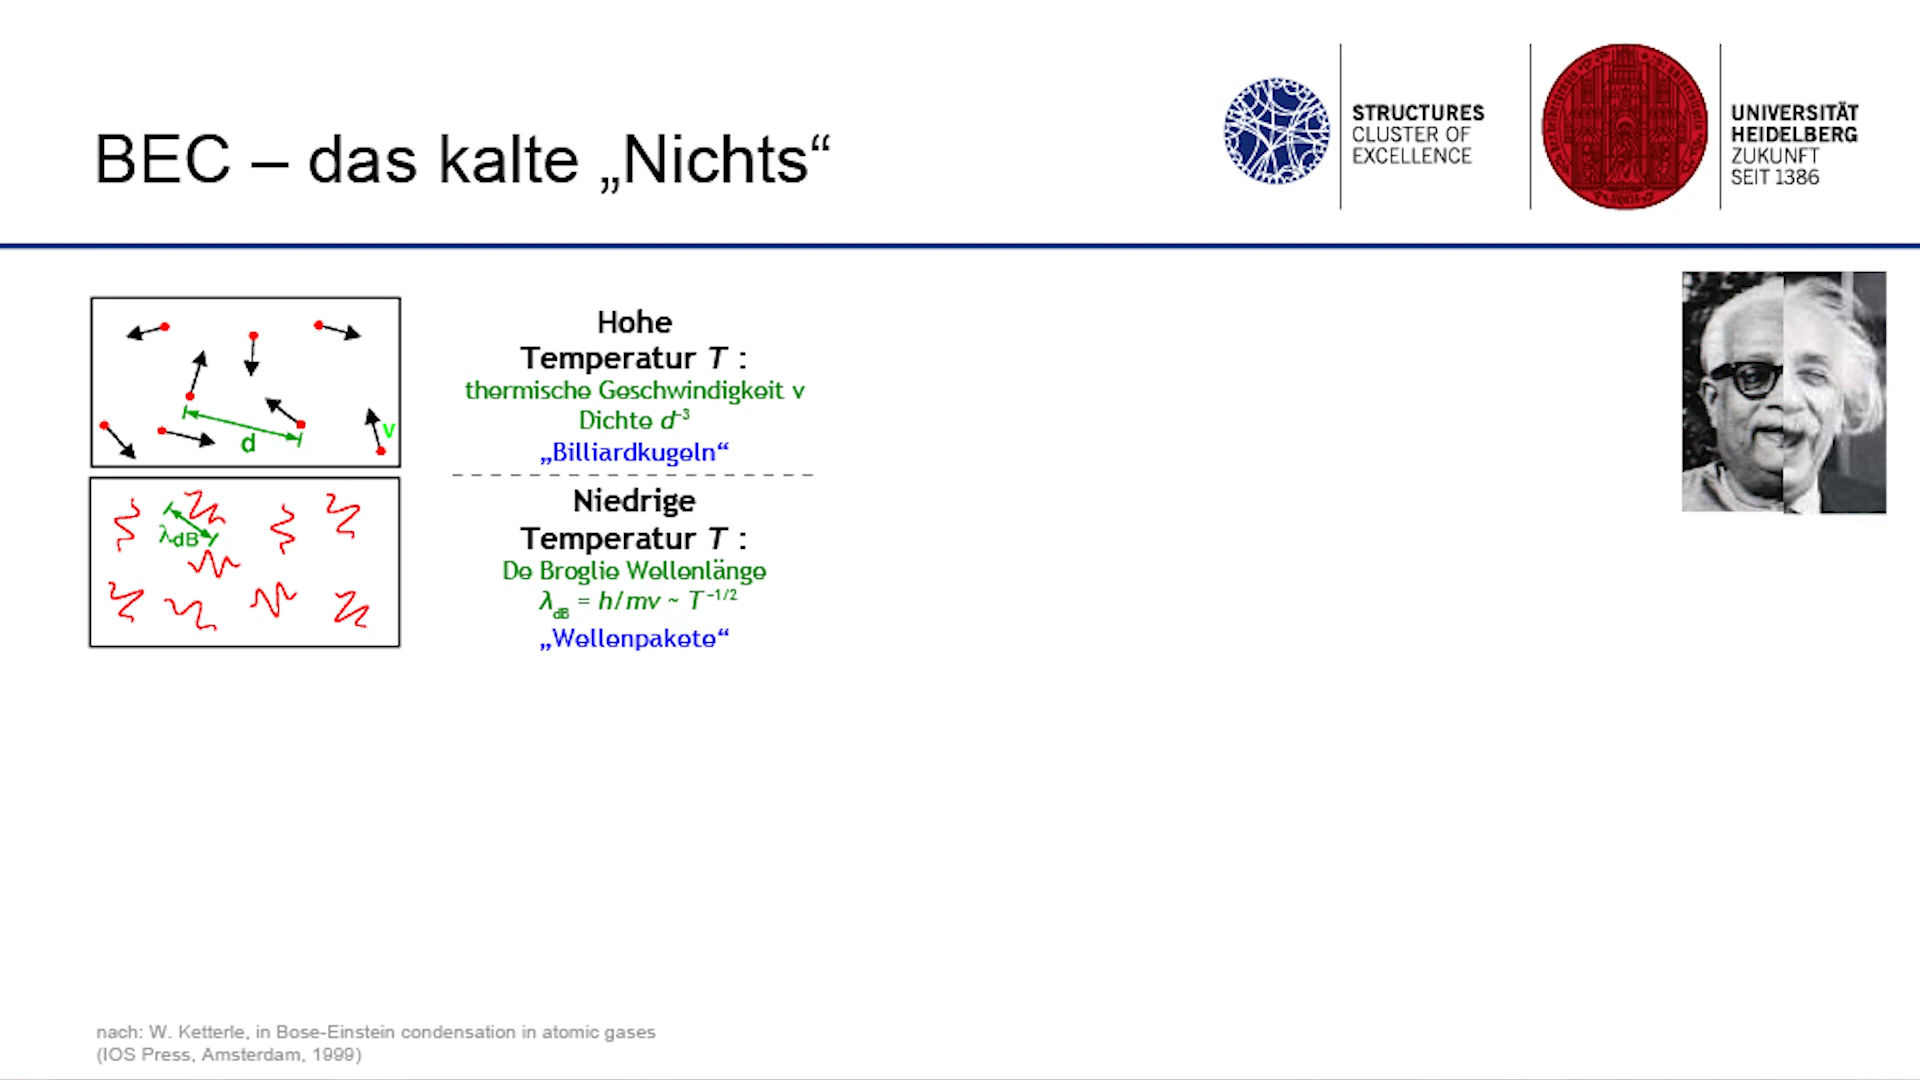 BEC – das kalte „Nichts“
STRUCTURES
CLUSTER OF
EXCELLENCE
UNIVERSITÄT
HEIDELBERG
ZUKUNFT
SEIT 1386
d
v
Hohe
Temperatur T :
thermische Geschwindigkeit v
Dichte d⁻³
„Billiardkugeln“
λdB
Niedrige
Temperatur T :
De Broglie Wellenlänge
λdB = h/mv ~ T⁻¹/²
„Wellenpakete“
nach: W. Ketterle, in Bose-Einstein condensation in atomic gases
(IOS Press, Amsterdam, 1999)